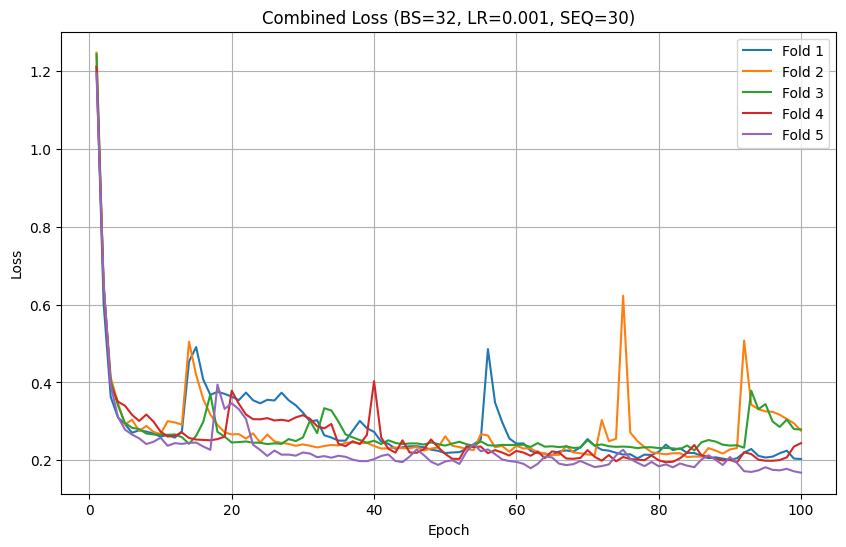 Combined Loss (BS=32, LR=0.001, SEQ=30)
Fold 1
Fold 2
Fold 3
Fold 4
Fold 5
Loss
1.2
1.0
0.8
0.6
0.4
0.2
0 20 40 60 80 100
Epoch